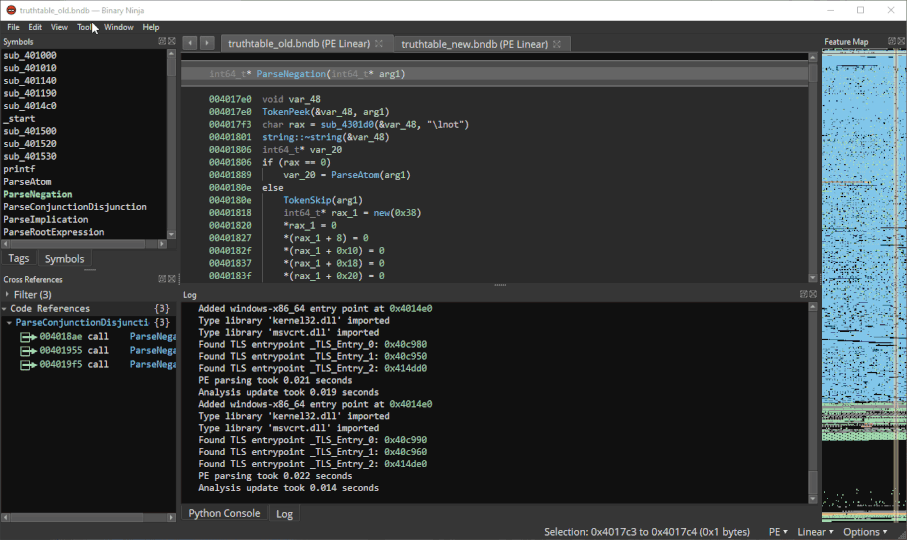 truthtable_old.bndb — Binary Ninja
File Edit View Tool Window Help
Symbols
sub_401000
sub_401010
sub_401140
sub_401190
sub_4014c0
_start
sub_401500
sub_401520
sub_401530
printf
ParseAtom
ParseNegation
ParseConjunctionDisjunction
ParseImplication
ParseRootExpression
Tags Symbols
Cross References
Filter (3)
Code References {3}
ParseConjunctionDisjuncti {3}
004018ae call ParseNega
00401955 call ParseNega
004019f5 call ParseNega
truthtable_old.bndb (PE Linear) truthtable_new.bndb (PE Linear)
int64_t* ParseNegation(int64_t* arg1)
004017e0 void var_48
004017e0 TokenPeek(&var_48, arg1)
004017f3 char rax = sub_4301d0(&var_48, "\lnot")
00401801 string::~string(&var_48)
00401806 int64_t* var_20
00401806 if (rax == 0)
00401889 var_20 = ParseAtom(arg1)
0040180e else
0040180e TokenSkip(arg1)
00401818 int64_t* rax_1 = new(0x38)
00401820 *rax_1 = 0
00401827 *(rax_1 + 8) = 0
0040182f *(rax_1 + 0x10) = 0
00401837 *(rax_1 + 0x18) = 0
0040183f *(rax_1 + 0x20) = 0
Log
Added windows-x86_64 entry point at 0x4014e0
Type library 'kernel32.dll' imported
Type library 'msvcrt.dll' imported
Found TLS entrypoint _TLS_Entry_0: 0x40c980
Found TLS entrypoint _TLS_Entry_1: 0x40c950
Found TLS entrypoint _TLS_Entry_2: 0x414dd0
PE parsing took 0.021 seconds
Analysis update took 0.019 seconds
Added windows-x86_64 entry point at 0x4014e0
Type library 'kernel32.dll' imported
Type library 'msvcrt.dll' imported
Found TLS entrypoint _TLS_Entry_0: 0x40c990
Found TLS entrypoint _TLS_Entry_1: 0x40c960
Found TLS entrypoint _TLS_Entry_2: 0x414de0
PE parsing took 0.022 seconds
Analysis update took 0.014 seconds
Python Console Log
Feature Map
Selection: 0x4017c3 to 0x4017c4 (0x1 bytes) PE Linear Options